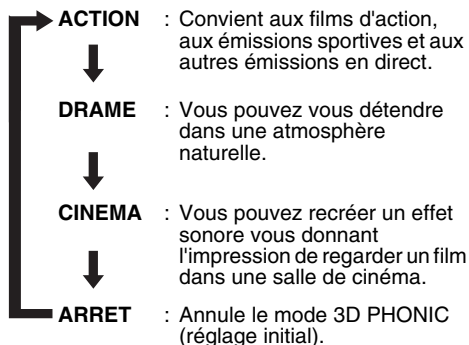 ACTION : Convient aux films d'action,
aux émissions sportives et aux
autres émissions en direct.
DRAME : Vous pouvez vous détendre
dans une atmosphère
naturelle.
CINEMA : Vous pouvez recréer un effet
sonore vous donnant
l'impression de regarder un film
dans une salle de cinéma.
ARRET : Annule le mode 3D PHONIC
(réglage initial).